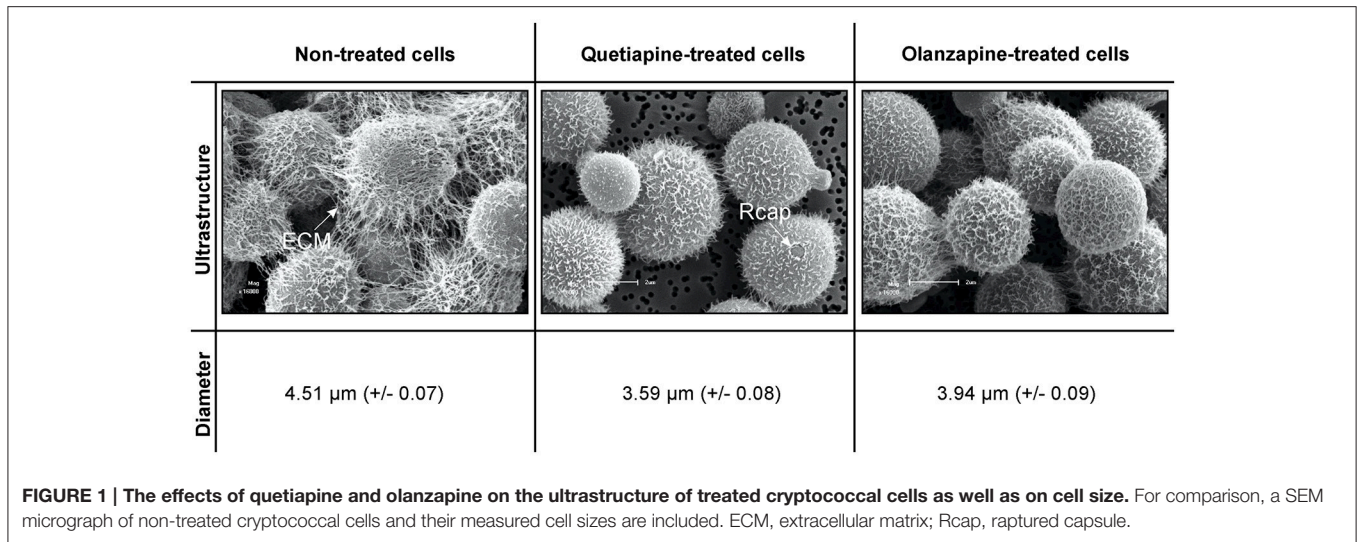 Non-treated cells
Quetiapine-treated cells
Olanzapine-treated cells
Ultrastructure
ECM
Mag
x 16000
Rcap
2um
Mag
2um
Diameter
4.51 µm (+/- 0.07)
3.59 µm (+/- 0.08)
3.94 µm (+/- 0.09)
FIGURE 1 | The effects of quetiapine and olanzapine on the ultrastructure of treated cryptococcal cells as well as on cell size. For comparison, a SEM
micrograph of non-treated cryptococcal cells and their measured cell sizes are included. ECM, extracellular matrix; Rcap, raptured capsule.